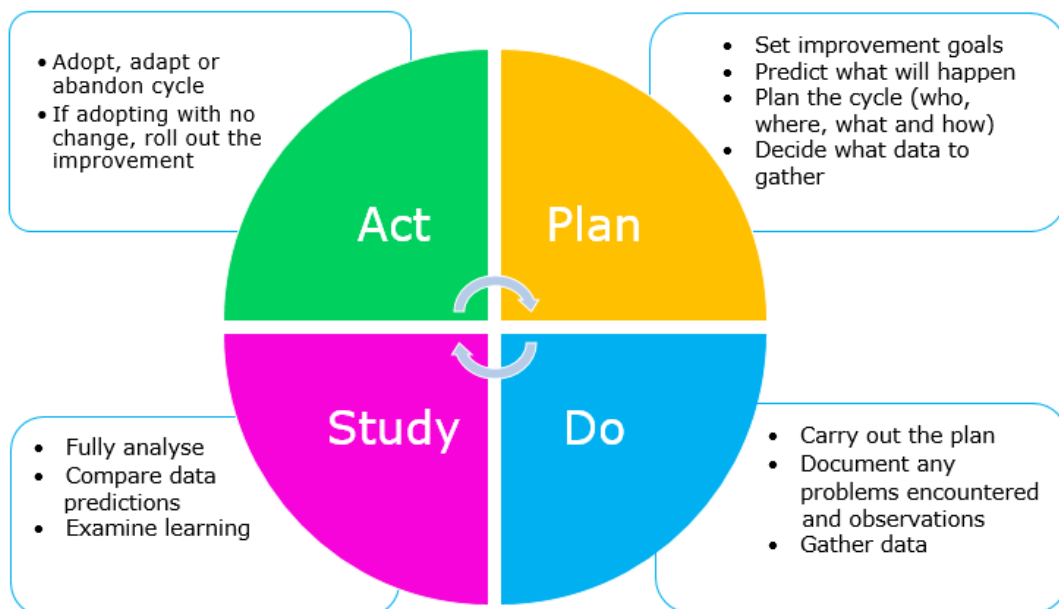 • Adopt, adapt or
abandon cycle
• If adopting with no
change, roll out the
improvement
• Set improvement goals
• Predict what will happen
• Plan the cycle (who,
where, what and how)
• Decide what data to
gather
Act
Plan
Study
Do
• Fully analyse
• Compare data
predictions
• Examine learning
• Carry out the plan
• Document any
problems encountered
and observations
• Gather data